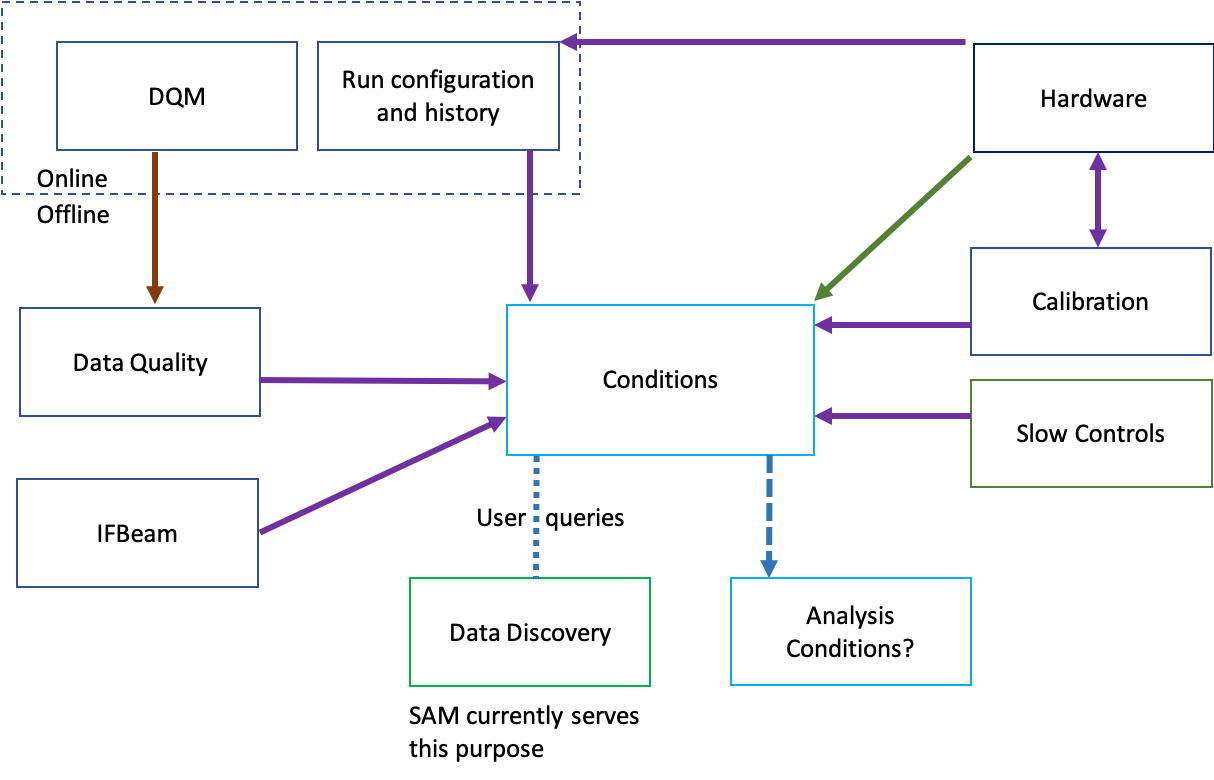 DQM
Run configuration
and history
Hardware
Online
Offline
Calibration
Data Quality
Conditions
Slow Controls
IFBeam
User queries
Data Discovery
Analysis
Conditions?
SAM currently serves
this purpose